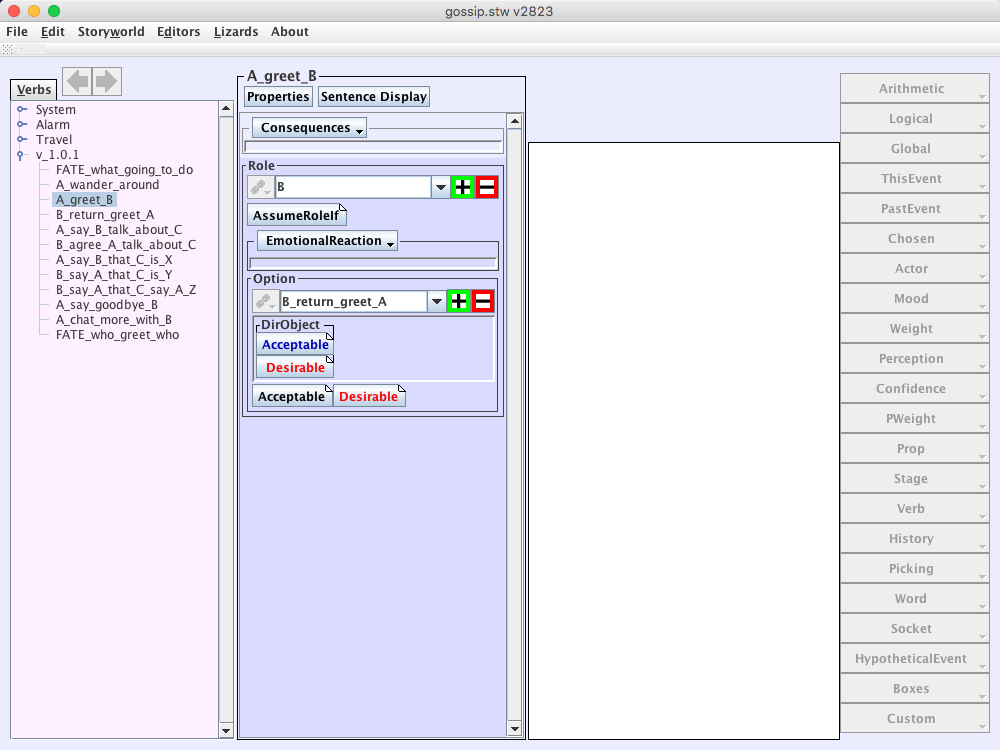 gossip.stw v2823
File Edit Storyworld Editors Lizards About
Verbs
System
Alarm
Travel
v_1.0.1
FATE_what_going_to_do
A_wander_around
A_greet_B
B_return_greet_A
A_say_B_talk_about_C
B_agree_A_talk_about_C
A_say_B_that_C_is_X
B_say_A_that_C_is_Y
B_say_A_that_C_say_A_Z
A_say_goodbye_B
A_chat_more_with_B
FATE_who_greet_who
A_greet_B
Properties Sentence Display
Consequences
Role
B
AssumeRoleIf
EmotionalReaction
Option
B_return_greet_A
DirObject
Acceptable
Desirable
Acceptable Desirable
Arithmetic
Logical
Global
ThisEvent
PastEvent
Chosen
Actor
Mood
Weight
Perception
Confidence
PWeight
Prop
Stage
Verb
History
Picking
Word
Socket
HypotheticalEvent
Boxes
Custom